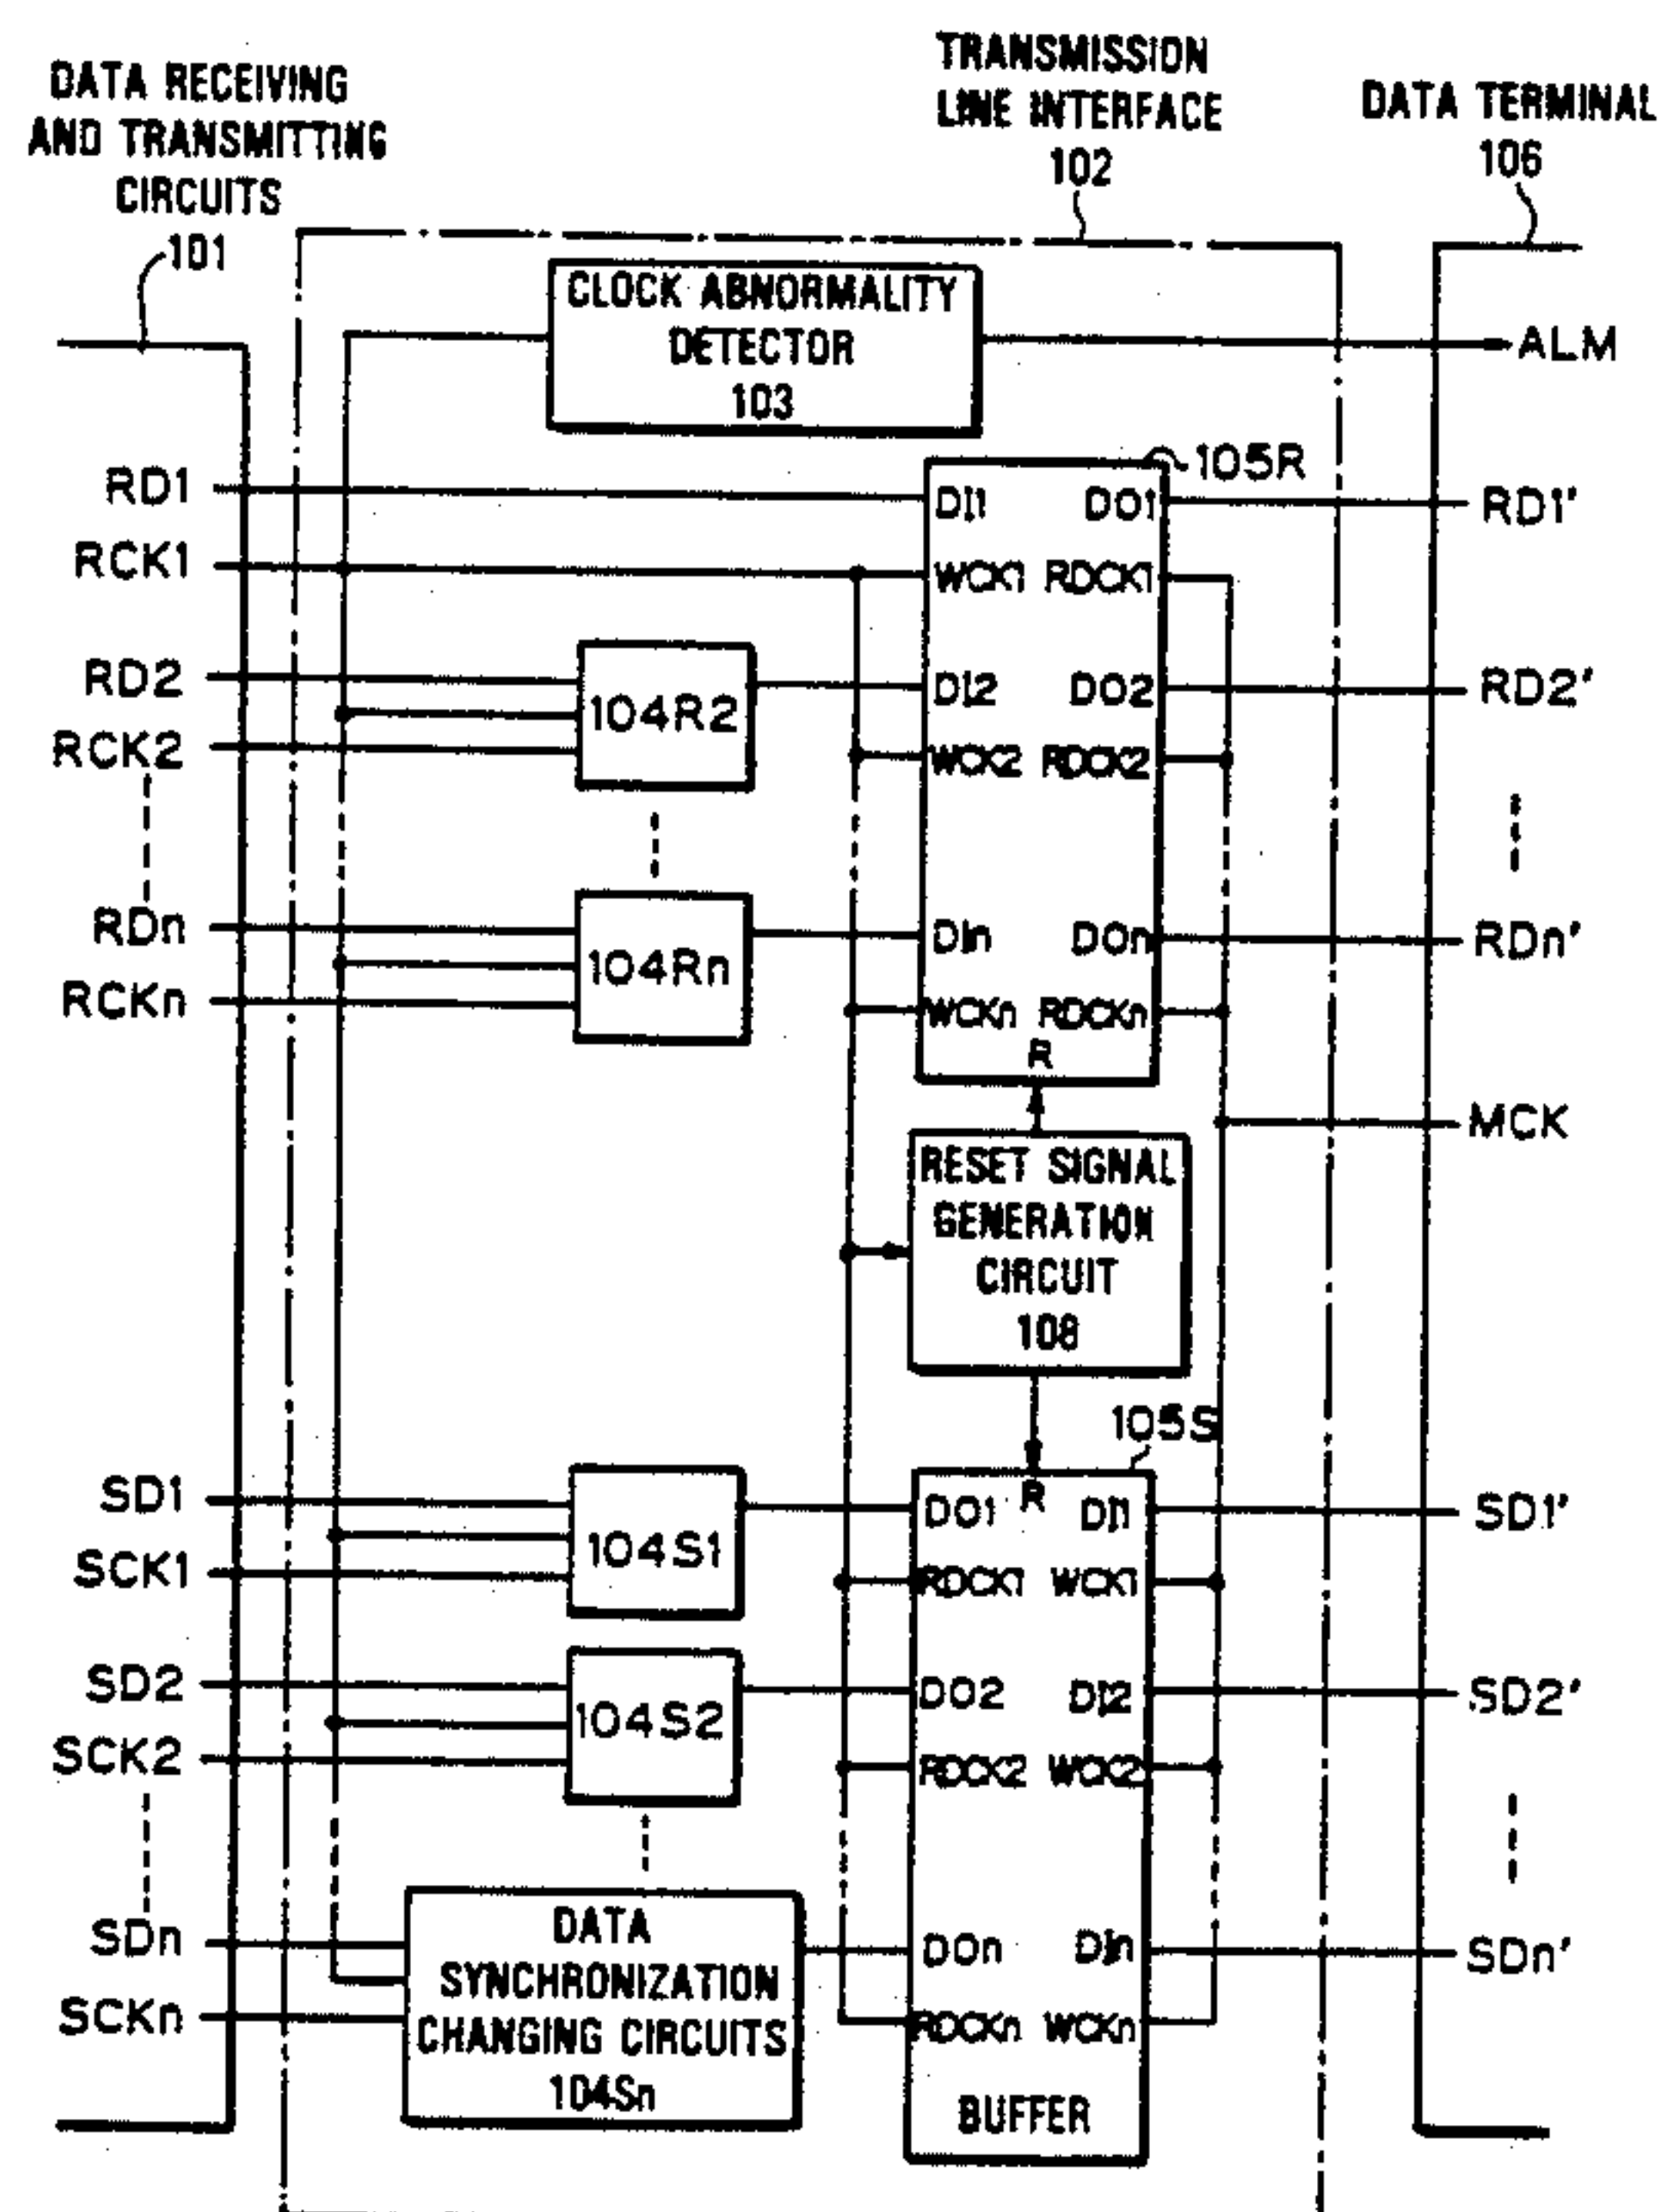 DATA RECEIVING
AND TRANSMITTING
CIRCUITS
101
TRANSMISSION
LINE INTERFACE
102
DATA TERMINAL
106
CLOCK ABNORMALITY
DETECTOR
103
ALM
105R
RD1
DI1
DO1
RD1'
RCK1
WCK1
RDCK1
RD2
104R2
DI2
DO2
RD2'
RCK2
WCK2
RDCK2
RDn
104Rn
DIn
DOn
RDn'
RCKn
WCKn
RDCKn
R
MCK
RESET SIGNAL
GENERATION
CIRCUIT
108
105S
R
SD1
104S1
DO1
DI1
SD1'
SCK1
RDCK1
WCK1
SD2
104S2
DO2
DI2
SD2'
SCK2
RDCK2
WCK2
SDn
DATA
SYNCHRONIZATION
CHANGING CIRCUITS
104Sn
DOn
DIn
SDn'
SCKn
RDCKn
WCKn
BUFFER